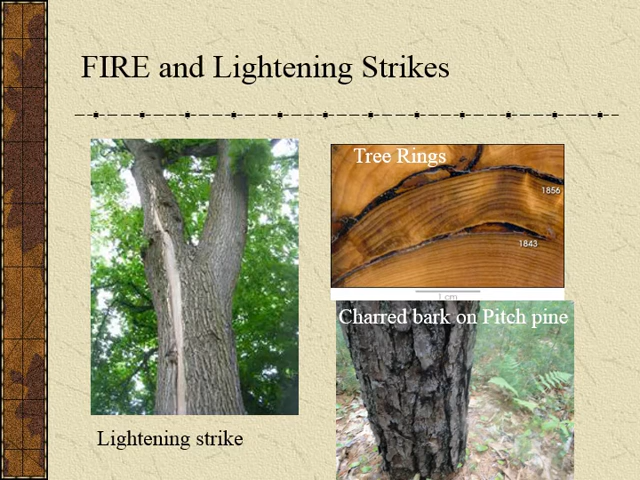 FIRE and Lightening Strikes
Tree Rings
1856
1843
1 cm
Charred bark on Pitch pine
Lightening strike